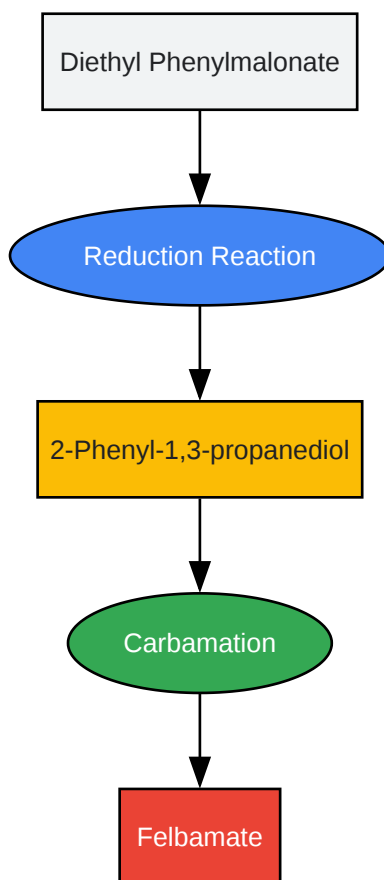 Diethyl Phenylmalonate
Reduction Reaction
2-Phenyl-1,3-propanediol
Carbamation
Felbamate